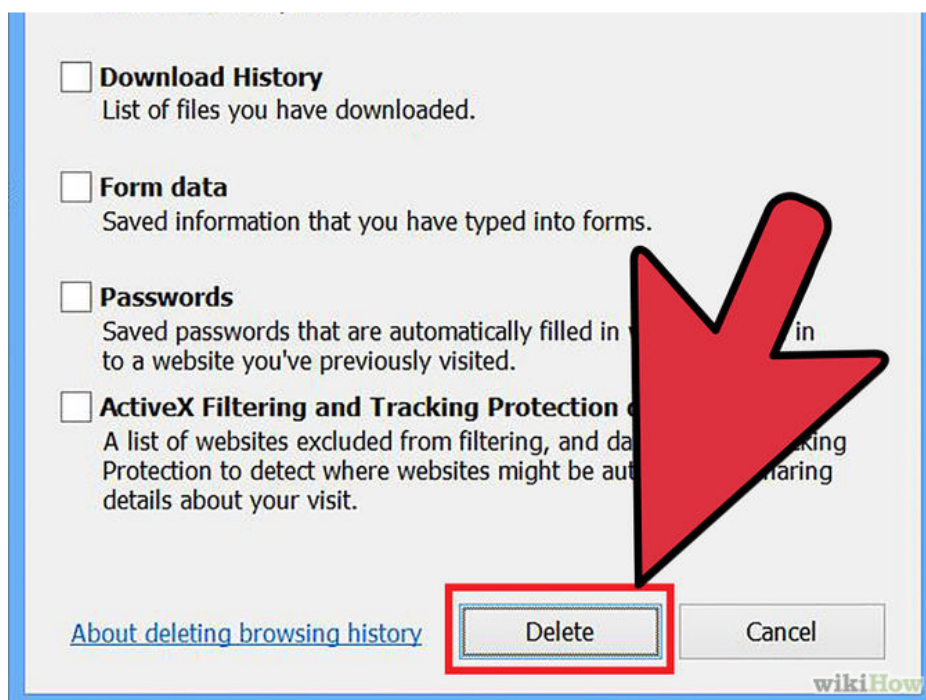 Download History
List of files you have downloaded.
Form data
Saved information that you have typed into forms.
Passwords
Saved passwords that are automatically filled in in
to a website you've previously visited.
ActiveX Filtering and Tracking Protection
A list of websites excluded from filtering, and
Protection to detect where websites might be
details about your visit.
About deleting browsing history
Delete
Cancel
wikiHow